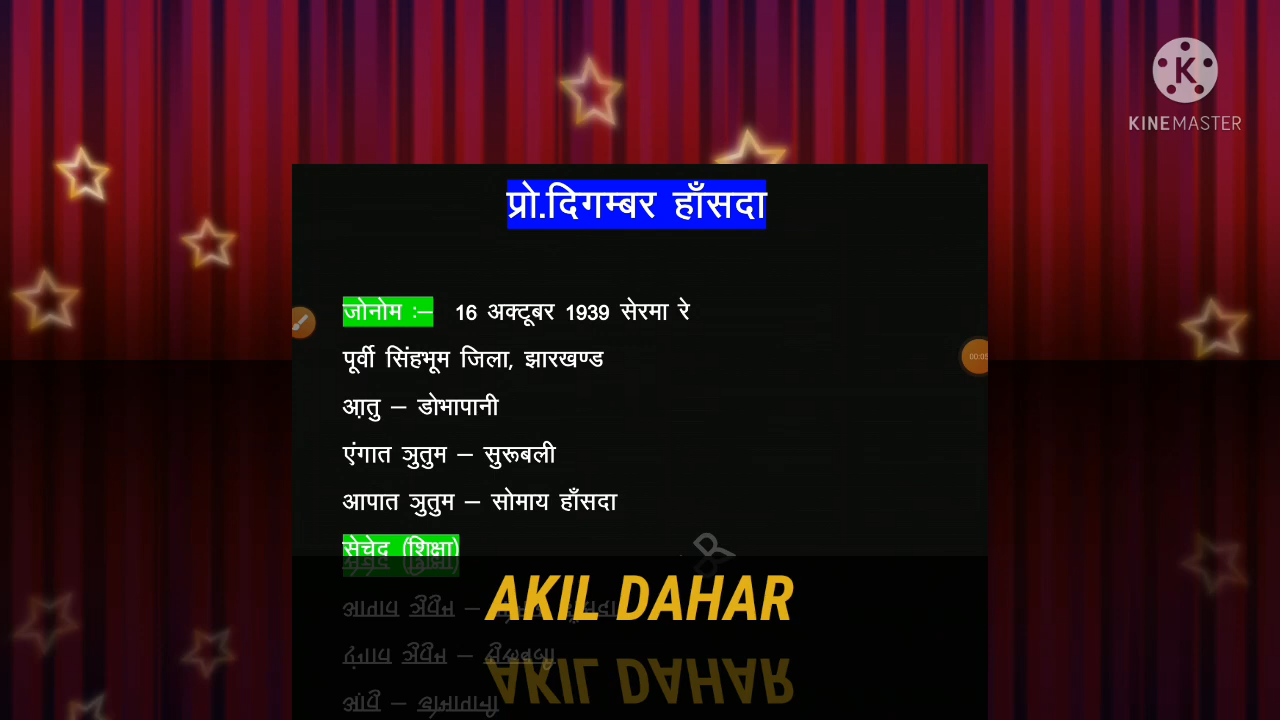 KINEMASTER
प्रो.दिगम्बर हाँसदा
जोनोम :– 16 अक्टूबर 1939 सेरमा रे
पूर्वी सिंहभूम जिला, झारखण्ड
आ़तु – डोभापानी
एंगात ञुतुम – सुरूबली
आपात ञुतुम – सोमाय हाँसदा
सेचेद (शिक्षा)
AKIL DAHAR